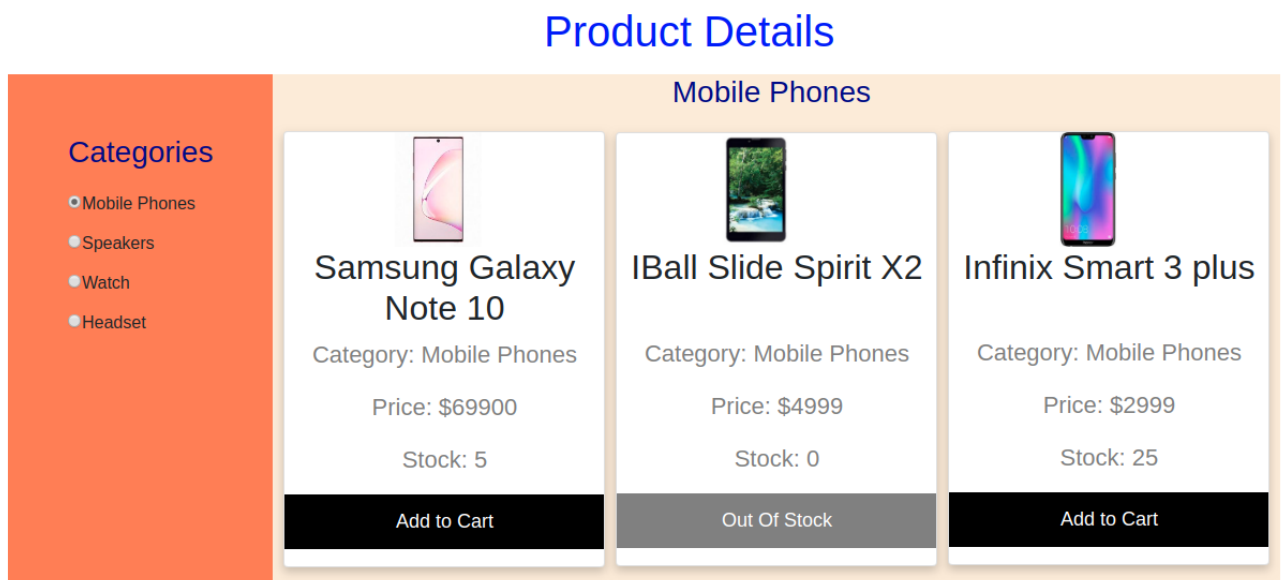 Product Details
Mobile Phones
Categories
Mobile Phones
Speakers
Watch
Headset
Samsung Galaxy
Note 10
Category: Mobile Phones
Price: $69900
Stock: 5
Add to Cart
IBall Slide Spirit X2
Category: Mobile Phones
Price: $4999
Stock: 0
Out Of Stock
Infinix Smart 3 plus
Category: Mobile Phones
Price: $2999
Stock: 25
Add to Cart